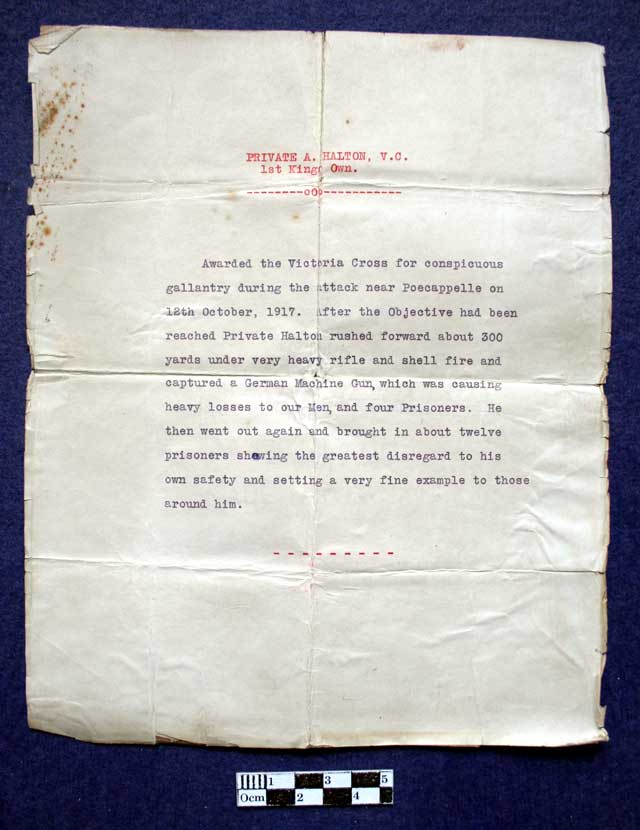 PRIVATE A. HALTON, V.C.
1st Kings Own.
--------oOo-----------
Awarded the Victoria Cross for conspicuous
gallantry during the attack near Poecappelle on
12th October, 1917. After the Objective had been
reached Private Halton rushed forward about 300
yards under very heavy rifle and shell fire and
captured a German Machine Gun, which was causing
heavy losses to our Men, and four Prisoners. He
then went out again and brought in about twelve
prisoners showing the greatest disregard to his
own safety and setting a very fine example to those
around him.
- - - - - - - - -
1 3 5
0cm 2 4